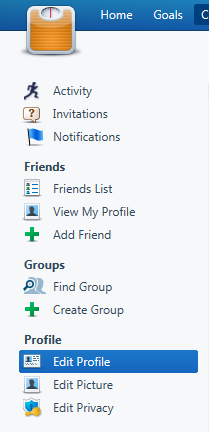 Home Goals C
Activity
Invitations
Notifications
Friends
Friends List
View My Profile
Add Friend
Groups
Find Group
Create Group
Profile
Edit Profile
Edit Picture
Edit Privacy